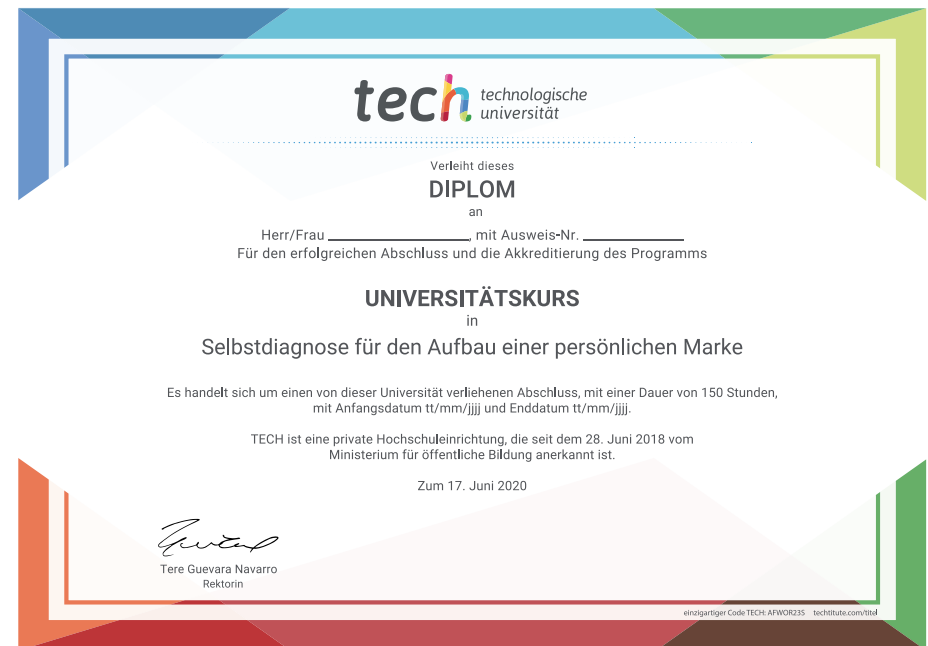 tech technologische
universität
Verleiht dieses
DIPLOM
an
Herr/Frau ____________________, mit Ausweis-Nr. ______________
Für den erfolgreichen Abschluss und die Akkreditierung des Programms
UNIVERSITÄTSKURS
in
Selbstdiagnose für den Aufbau einer persönlichen Marke
Es handelt sich um einen von dieser Universität verliehenen Abschluss, mit einer Dauer von 150 Stunden,
mit Anfangsdatum tt/mm/jjjj und Enddatum tt/mm/jjjj.
TECH ist eine private Hochschuleinrichtung, die seit dem 28. Juni 2018 vom
Ministerium für öffentliche Bildung anerkannt ist.
Zum 17. Juni 2020
Tere Guevara Navarro
Rektorin
einzigartiger Code TECH: AFWOR23S techtitute.com/titel